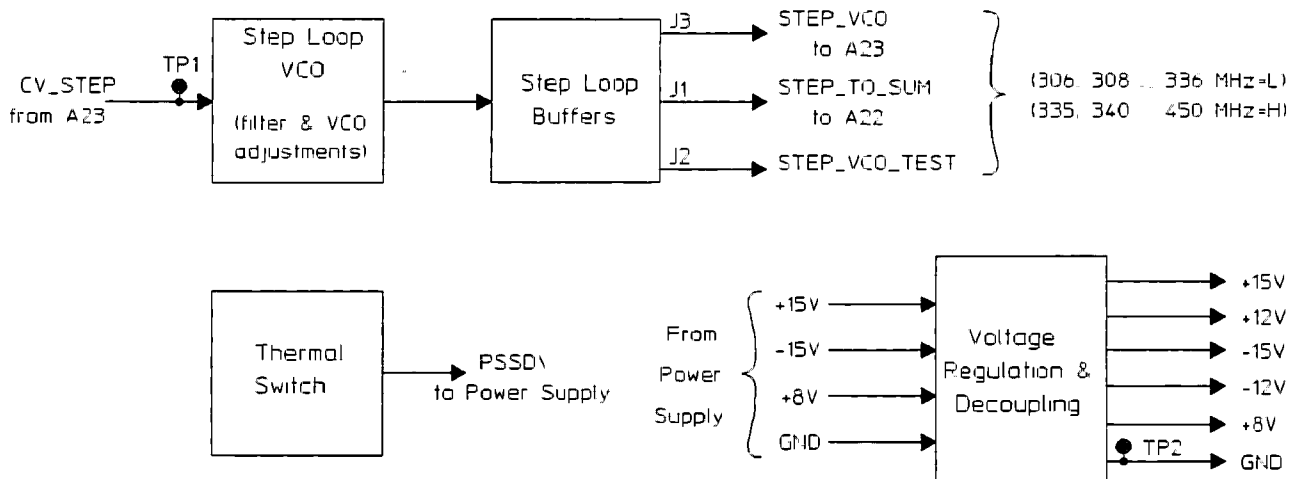 CV_STEP
from A23
TP1
Step Loop
VCO
(filter & VCO
adjustments)
Step Loop
Buffers
J3
STEP_VCO
to A23
J1
STEP_TO_SUM
to A22
J2
STEP_VCO_TEST
(306, 308 ... 336 MHz=L)
(335, 340 450 MHz=H)
Thermal
Switch
PSSD\
to Power Supply
From
Power
Supply
+15V
-15V
+8V
GND
Voltage
Regulation &
Decoupling
+15V
+12V
-15V
-12V
+8V
TP2
GND